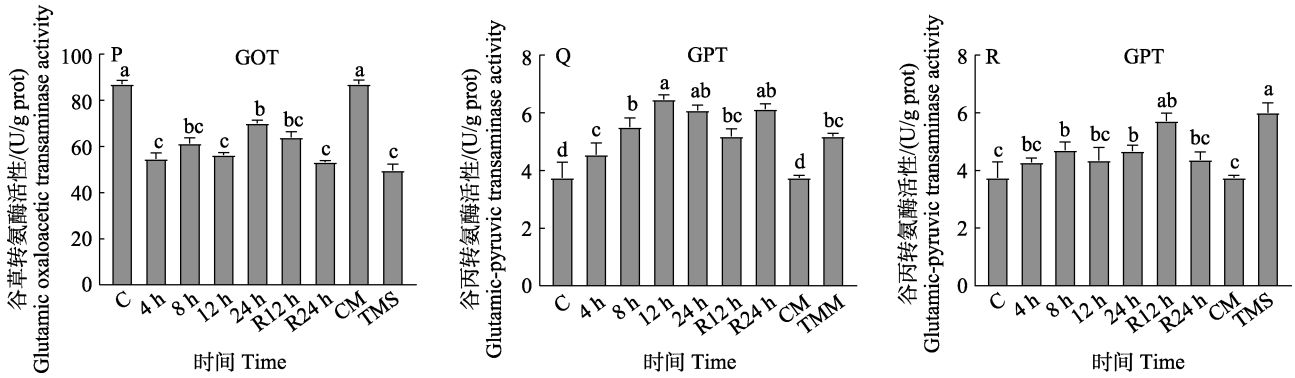 谷草转氨酶活性/(U/g prot)
Glutamic oxaloacetic transaminase activity
P
GOT
100
80
60
40
20
0
a
c
bc
c
b
bc
c
a
c
C
4 h
8 h
12 h
24 h
R12 h
R24 h
CM
TMS
时间 Time
谷丙转氨酶活性/(U/g prot)
Glutamic-pyruvic transaminase activity
Q
GPT
8
6
4
2
0
d
c
b
a
ab
bc
ab
d
bc
C
4 h
8 h
12 h
24 h
R12 h
R24 h
CM
TMM
时间 Time
谷丙转氨酶活性/(U/g prot)
Glutamic-pyruvic transaminase activity
R
GPT
8
6
4
2
0
c
bc
b
bc
b
ab
bc
c
a
C
4 h
8 h
12 h
24 h
R12 h
R24 h
CM
TMS
时间 Time